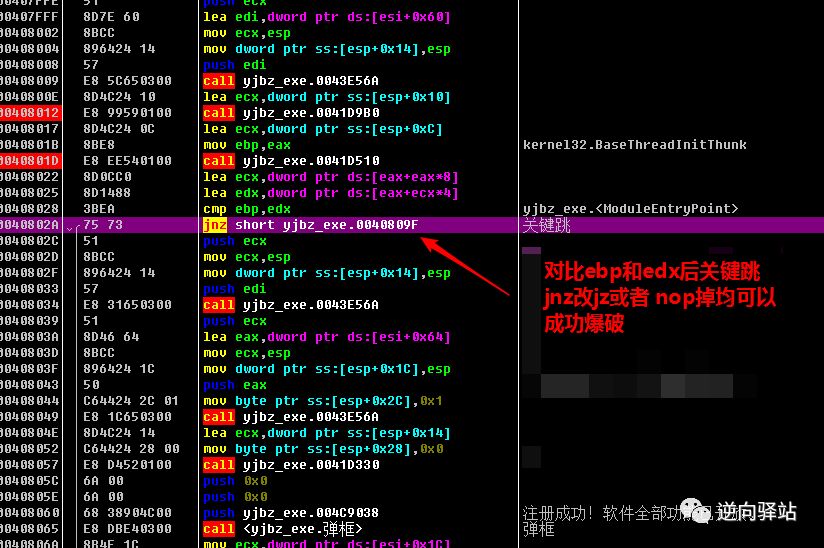 00407FFE 51 push ecx
00407FFF 8D7E 60 lea edi,dword ptr ds:[esi+0x60]
00408002 8BCC mov ecx,esp
00408004 896424 14 mov dword ptr ss:[esp+0x14],esp
00408008 57 push edi
00408009 E8 5C650300 call yjbz_exe.0043E56A
0040800E 8D4C24 10 lea ecx,dword ptr ss:[esp+0x10]
00408012 E8 99590100 call yjbz_exe.0041D9B0
00408017 8D4C24 0C lea ecx,dword ptr ss:[esp+0xC]
0040801B 8BE8 mov ebp,eax kernel32.BaseThreadInitThunk
0040801D E8 EE540100 call yjbz_exe.0041D510
00408022 8D0CC0 lea ecx,dword ptr ds:[eax+eax*8]
00408025 8D1488 lea edx,dword ptr ds:[eax+ecx*4]
00408028 3BEA cmp ebp,edx yjbz_exe.<ModuleEntryPoint>
0040802A 75 73 jnz short yjbz_exe.0040809F 关键跳
0040802C 51 push ecx
0040802D 8BCC mov ecx,esp
0040802F 896424 14 mov dword ptr ss:[esp+0x14],esp
00408033 57 push edi
00408034 E8 31650300 call yjbz_exe.0043E56A
00408039 51 push ecx
0040803A 8D46 64 lea eax,dword ptr ds:[esi+0x64]
0040803D 8BCC mov ecx,esp
0040803F 896424 1C mov dword ptr ss:[esp+0x1C],esp
00408043 50 push eax
00408044 C64424 2C 01 mov byte ptr ss:[esp+0x2C],0x1
00408049 E8 1C650300 call yjbz_exe.0043E56A
0040804E 8D4C24 14 lea ecx,dword ptr ss:[esp+0x14]
00408052 C64424 28 00 mov byte ptr ss:[esp+0x28],0x0
00408057 E8 D4520100 call yjbz_exe.0041D330
0040805C 6A 00 push 0x0
0040805E 6A 00 push 0x0
00408060 68 38904C00 push yjbz_exe.004C9038 注册成功! 软件全部功
00408065 E8 DBE40300 call <yjbz_exe.弹框> 弹框
0040806A 8B4F 1C mov ecx,dword ptr ds:[edi+0x1C]
对比ebp和edx后关键跳
jnz改jz或者 nop掉均可以
成功爆破
逆向驿站